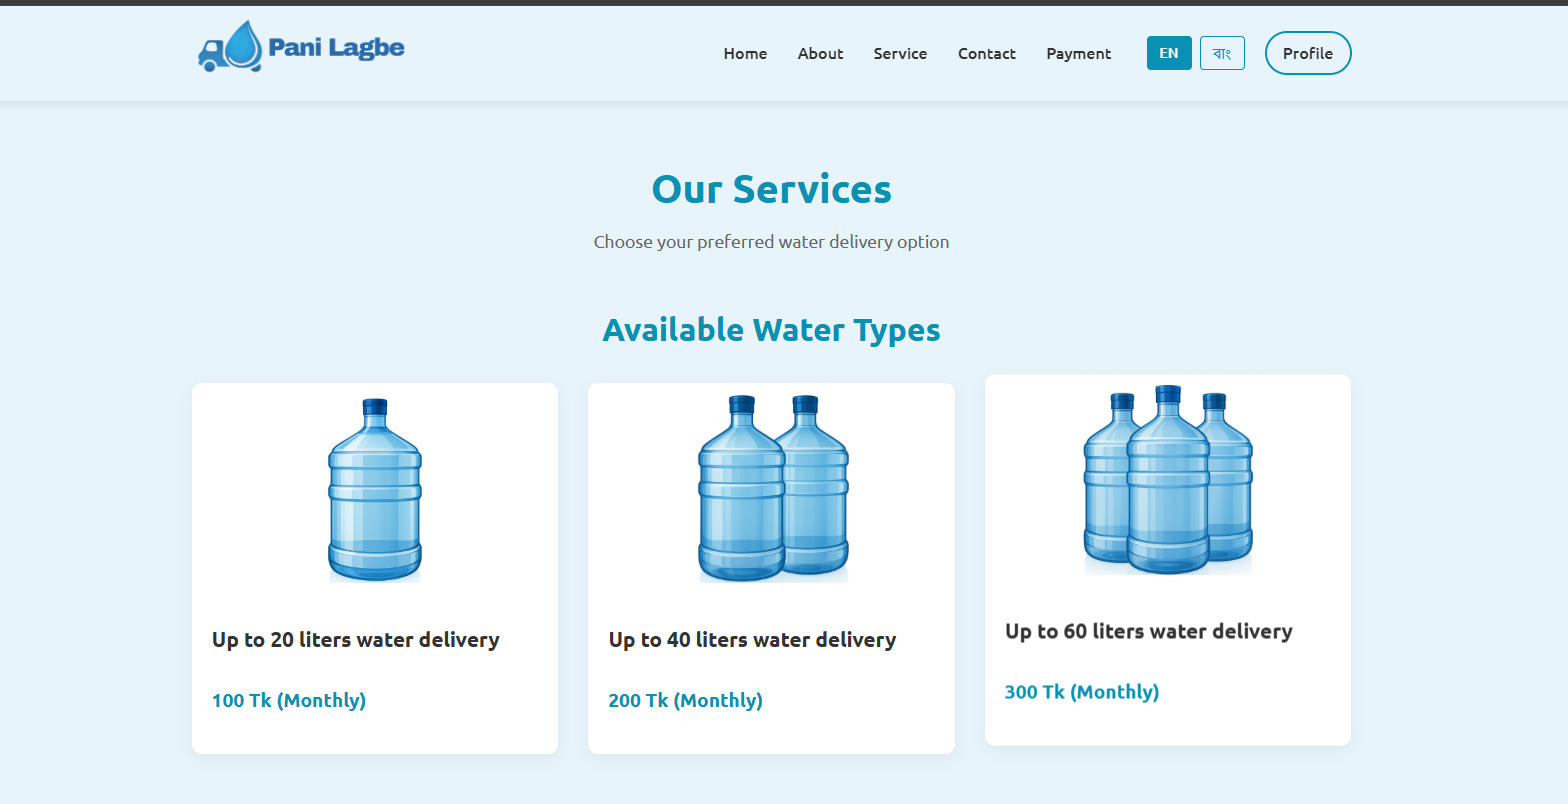 Pani Lagbe
Home About Service Contact Payment EN বাং Profile
Our Services
Choose your preferred water delivery option
Available Water Types
Up to 20 liters water delivery
100 Tk (Monthly)
Up to 40 liters water delivery
200 Tk (Monthly)
Up to 60 liters water delivery
300 Tk (Monthly)